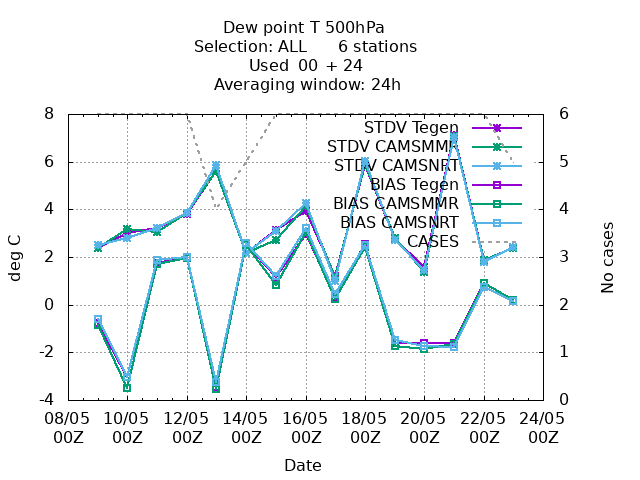 Dew point T 500hPa
Selection: ALL 6 stations
Used 00 + 24
Averaging window: 24h
8 6
STDV Tegen
STDV CAMSMMR
6 5
STDV CAMSNRT
BIAS Tegen
4 4
BIAS CAMSMMR
BIAS CAMSNRT
CASES
2 3
0 2
-2 1
-4 0
deg C
No cases
08/05 10/05 12/05 14/05 16/05 18/05 20/05 22/05 24/05
00Z 00Z 00Z 00Z 00Z 00Z 00Z 00Z 00Z
Date